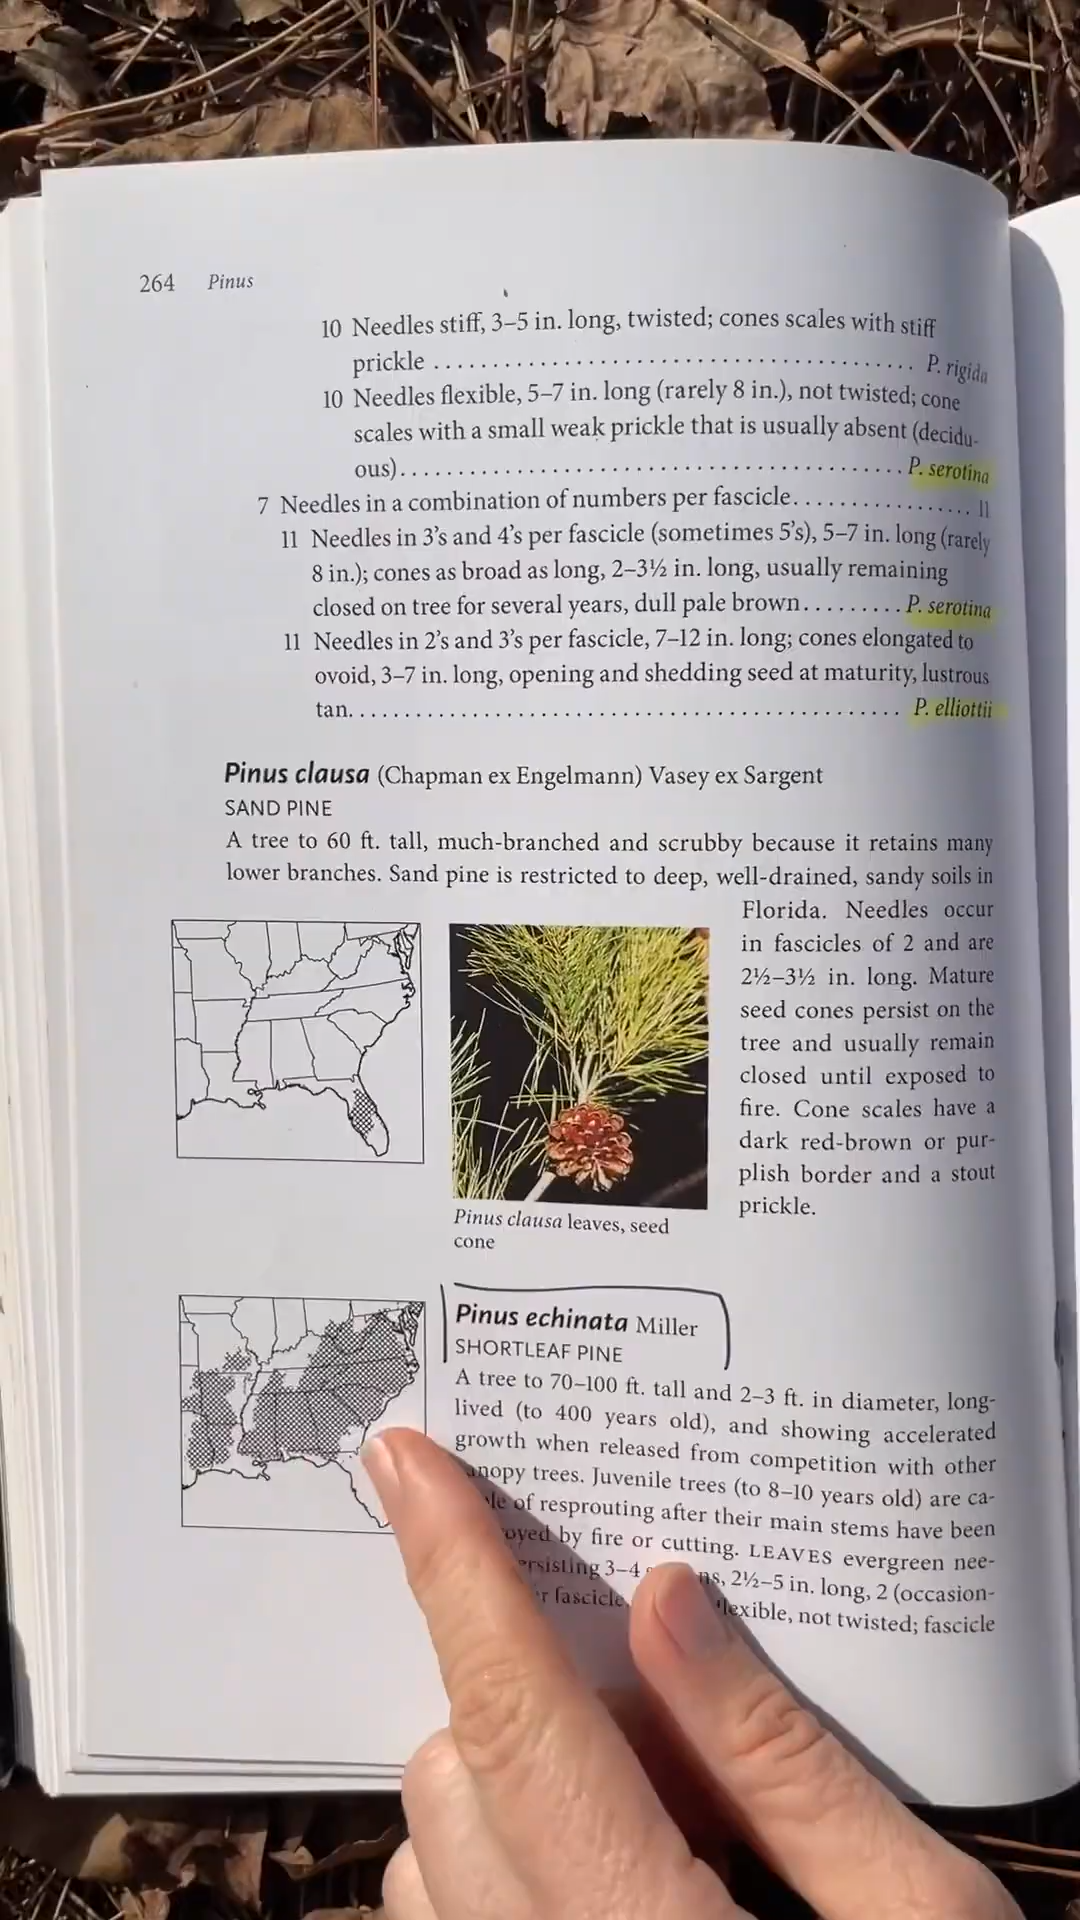 264 Pinus
10 Needles stiff, 3–5 in. long, twisted; cones scales with stiff
prickle ........................................ P. rigida
10 Needles flexible, 5–7 in. long (rarely 8 in.), not twisted; cone
scales with a small weak prickle that is usually absent (decidu-
ous)........................................... P. serotina
7 Needles in a combination of numbers per fascicle................. 11
11 Needles in 3's and 4's per fascicle (sometimes 5's), 5–7 in. long (rarely
8 in.); cones as broad as long, 2–3½ in. long, usually remaining
closed on tree for several years, dull pale brown......... P. serotina
11 Needles in 2's and 3's per fascicle, 7–12 in. long; cones elongated to
ovoid, 3–7 in. long, opening and shedding seed at maturity, lustrous
tan............................................... P. elliottii
Pinus clausa (Chapman ex Engelmann) Vasey ex Sargent
SAND PINE
A tree to 60 ft. tall, much-branched and scrubby because it retains many
lower branches. Sand pine is restricted to deep, well-drained, sandy soils in
Florida. Needles occur
in fascicles of 2 and are
2½–3½ in. long. Mature
seed cones persist on the
tree and usually remain
closed until exposed to
fire. Cone scales have a
dark red-brown or pur-
plish border and a stout
prickle.
Pinus clausa leaves, seed
cone
Pinus echinata Miller
SHORTLEAF PINE
A tree to 70–100 ft. tall and 2–3 ft. in diameter, long-
lived (to 400 years old), and showing accelerated
growth when released from competition with other
trees. Juvenile trees (to 8–10 years old) are ca-
of resprouting after their main stems have been
by fire or cutting. LEAVES evergreen nee-
3–4 2½–5 in. long, 2 (occasion-
fascicle, not twisted; fascicle